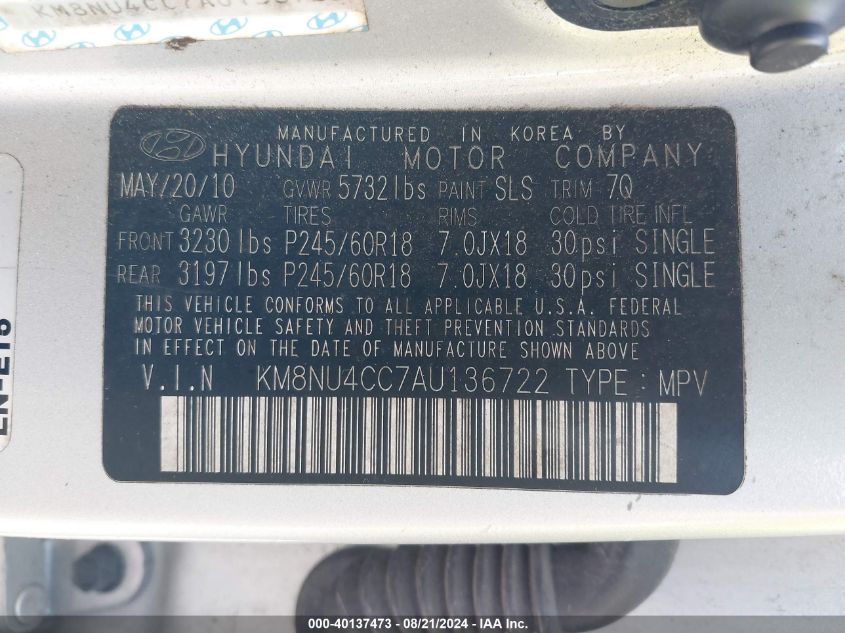 KM8NU4CC7AU13
MANUFACTURED IN KOREA BY
HYUNDAI MOTOR COMPANY
MAY/20/10 GVWR 5732lbs PAINT SLS TRIM 7Q
GAWR TIRES RIMS COLD TIRE INFL
FRONT 3230lbs P245/60R18 7.0JX18 30psi SINGLE
REAR 3197lbs P245/60R18 7.0JX18 30psi SINGLE
THIS VEHICLE CONFORMS TO ALL APPLICABLE U.S.A. FEDERAL
MOTOR VEHICLE SAFETY AND THEFT PREVENTION STANDARDS
IN EFFECT ON THE DATE OF MANUFACTURE SHOWN ABOVE
V.I.N KM8NU4CC7AU136722 TYPE : MPV
000-40137473 - 08/21/2024 - IAAI.COM